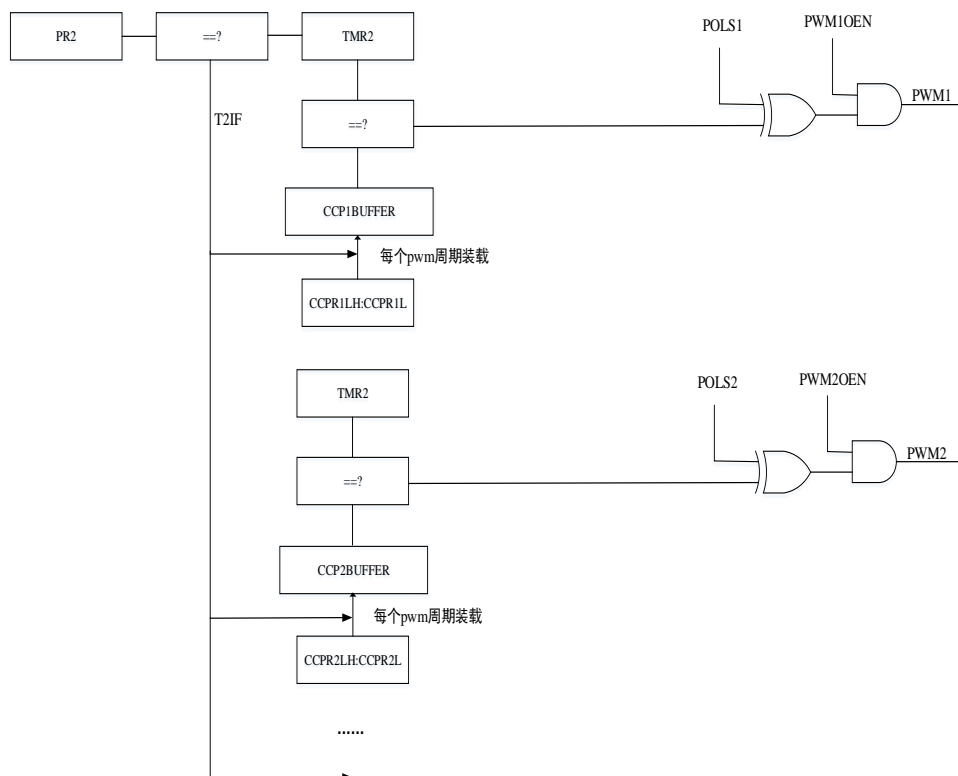 PR2
==?
TMR2
POLS1
PWM1OEN
PWM1
T2IF
==?
CCP1BUFFER
每个pwm周期装载
CCPR1LH:CCPR1L
TMR2
POLS2
PWM2OEN
PWM2
==?
CCP2BUFFER
每个pwm周期装载
CCPR2LH:CCPR2L
......